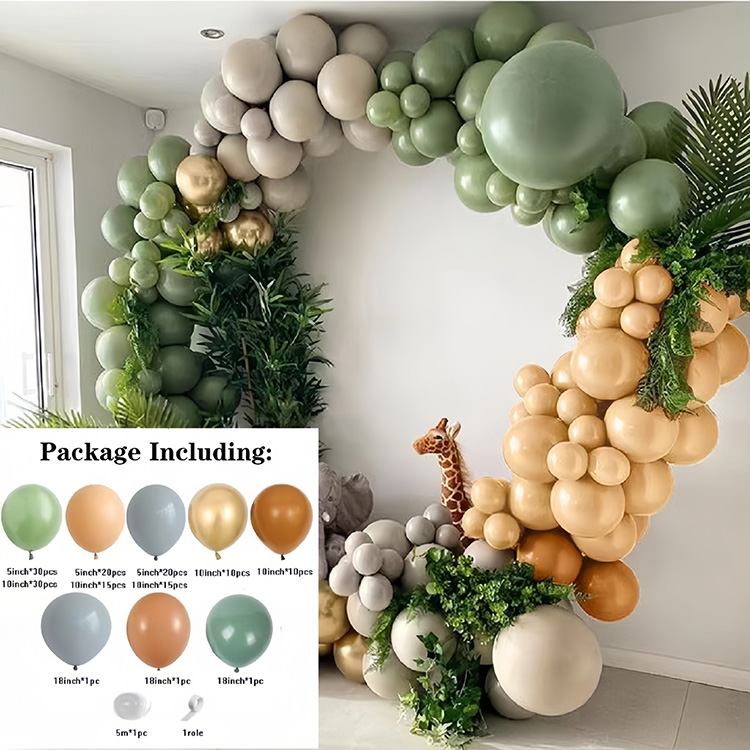 Package Including:
5inch*30pcs 5inch*20pcs 5inch*20pcs 10inch*10pcs 10inch*10pcs
10inch*30pcs 10inch*15pcs 10inch*15pcs
18inch*1pc 18inch*1pc 18inch*1pc
5m*1pc 1role